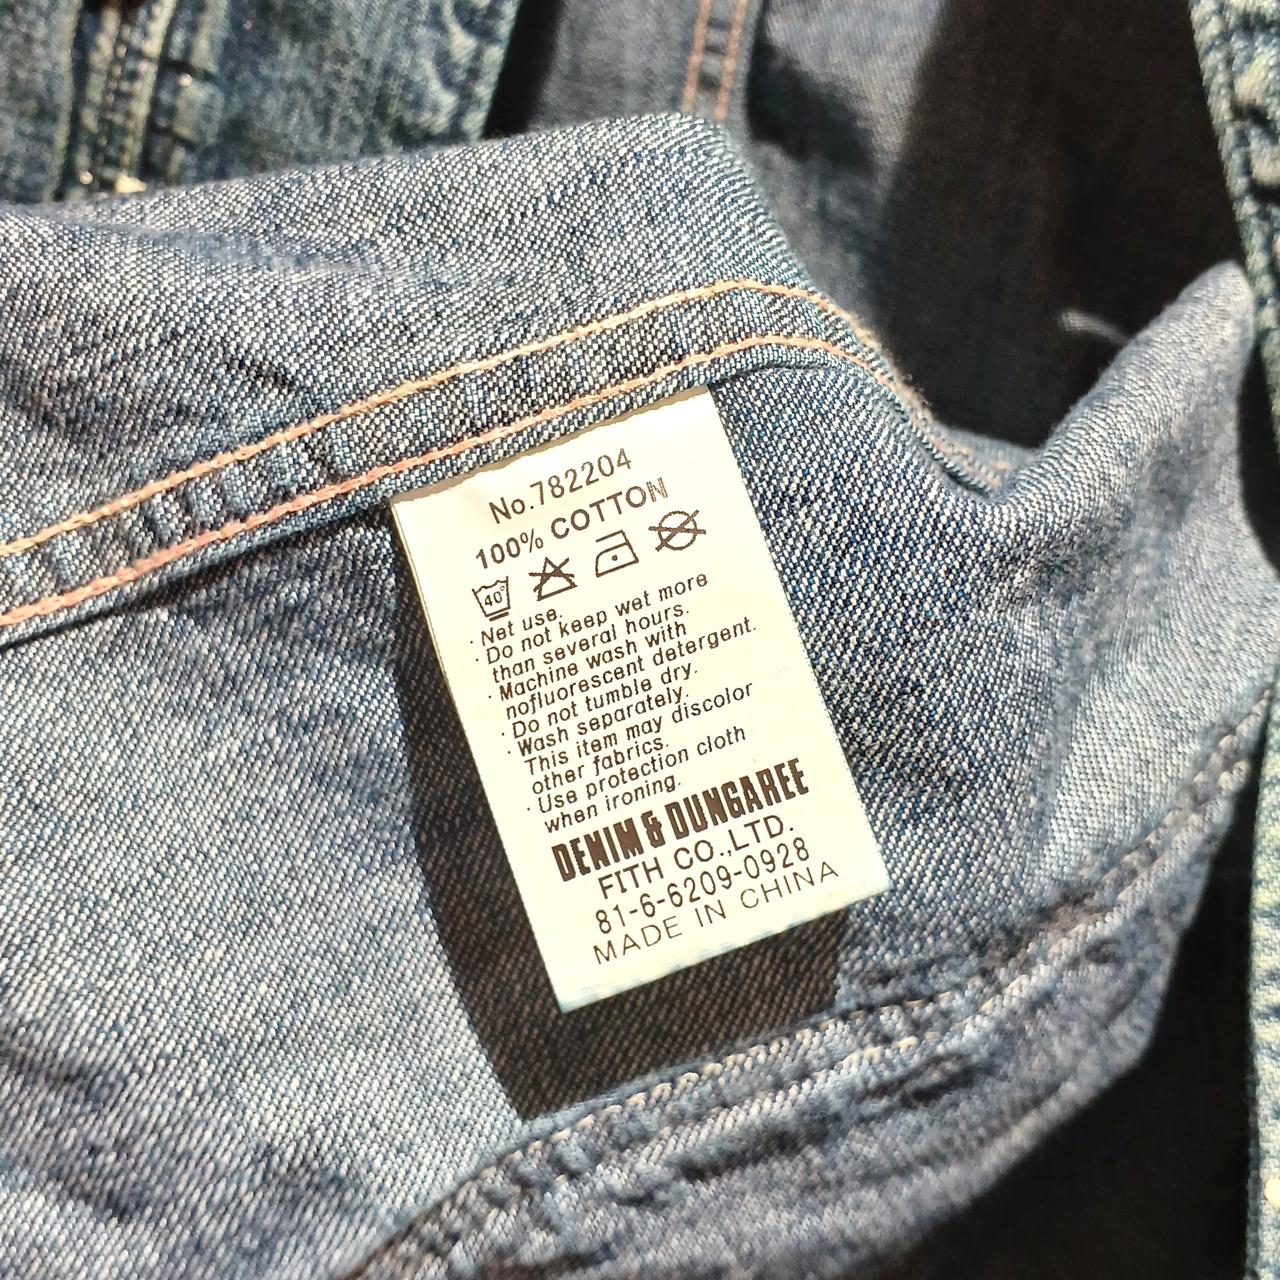 No.782204
100% COTTON
40°
· Net use.
· Do not keep wet more
than several hours.
· Machine wash with
nofluorescent detergent.
· Do not tumble dry.
· Wash separately.
This item may discolor
other fabrics.
· Use protection cloth
when ironing.
DENIM & DUNGAREE
FITH CO.,LTD.
81-6-6209-0928
MADE IN CHINA